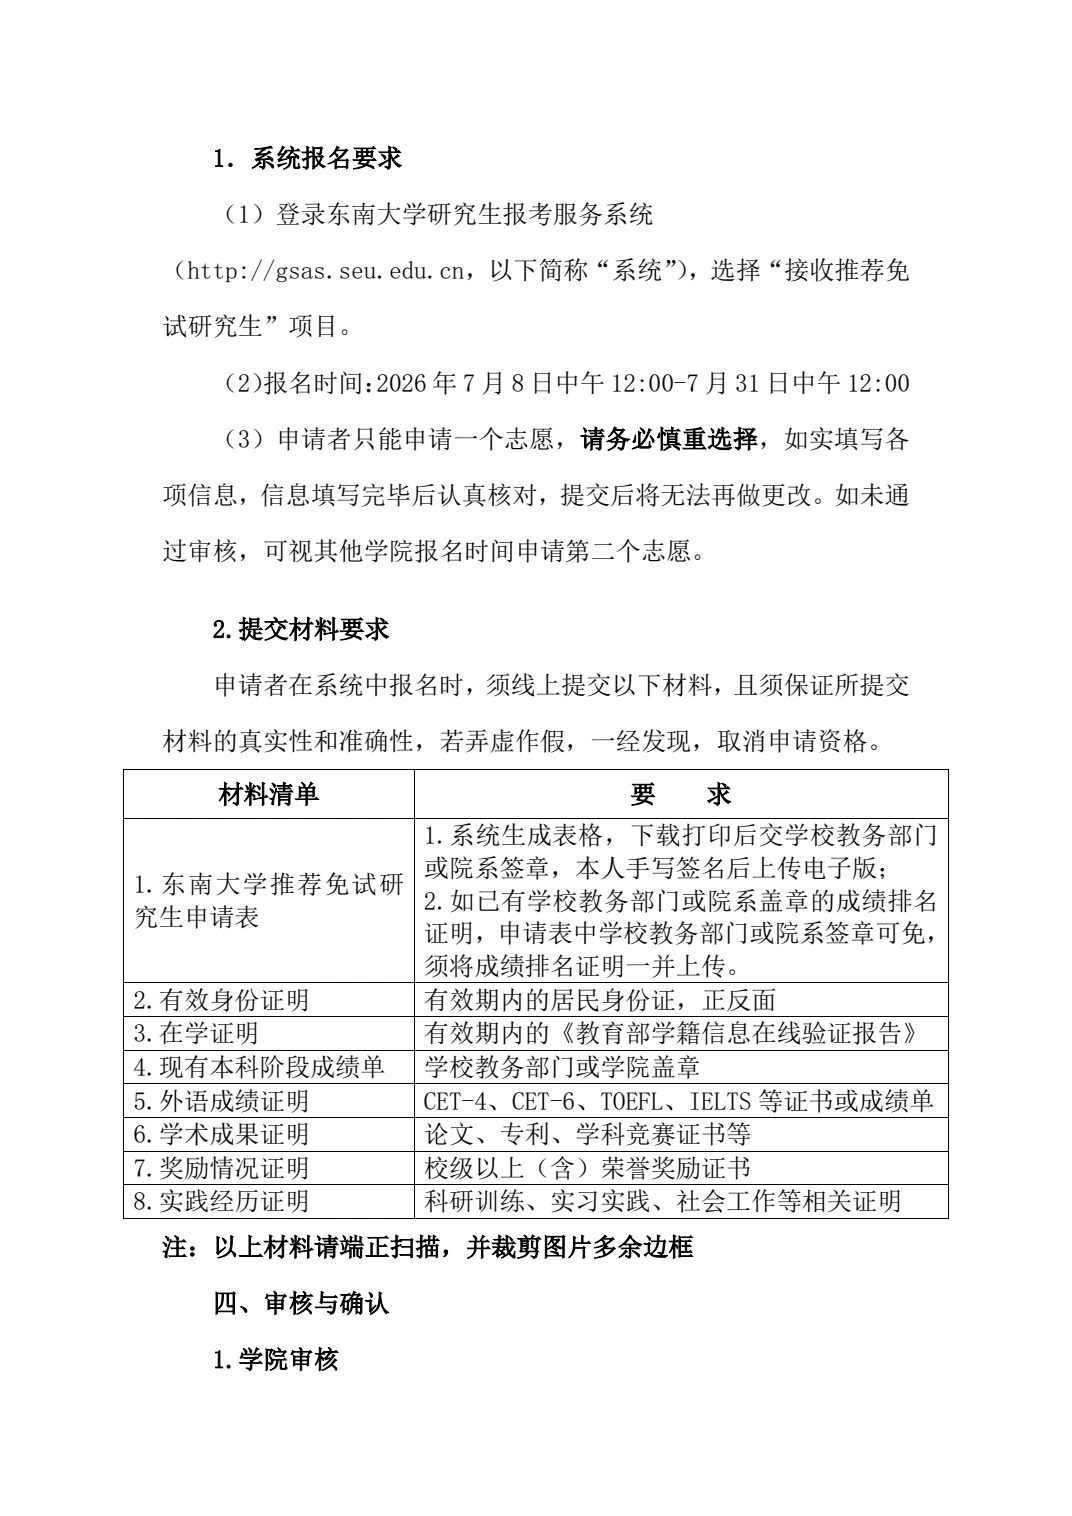 1. 系统报名要求
（1）登录东南大学研究生报考服务系统
（http://gsas.seu.edu.cn，以下简称“系统”），选择“接收推荐免
试研究生”项目。
（2)报名时间:2026 年 7 月 8 日中午 12:00-7 月 31 日中午 12:00
（3）申请者只能申请一个志愿，请务必慎重选择，如实填写各
项信息，信息填写完毕后认真核对，提交后将无法再做更改。如未通
过审核，可视其他学院报名时间申请第二个志愿。
2.提交材料要求
申请者在系统中报名时，须线上提交以下材料，且须保证所提交
材料的真实性和准确性，若弄虚作假，一经发现，取消申请资格。
材料清单
要 求
1.东南大学推荐免试研
究生申请表
1.系统生成表格，下载打印后交学校教务部门
或院系签章，本人手写签名后上传电子版；
2.如已有学校教务部门或院系盖章的成绩排名
证明，申请表中学校教务部门或院系签章可免，
须将成绩排名证明一并上传。
2.有效身份证明
有效期内的居民身份证，正反面
3.在学证明
有效期内的《教育部学籍信息在线验证报告》
4.现有本科阶段成绩单
学校教务部门或学院盖章
5.外语成绩证明
CET-4、CET-6、TOEFL、IELTS 等证书或成绩单
6.学术成果证明
论文、专利、学科竞赛证书等
7.奖励情况证明
校级以上（含）荣誉奖励证书
8.实践经历证明
科研训练、实习实践、社会工作等相关证明
注：以上材料请端正扫描，并裁剪图片多余边框
四、审核与确认
1.学院审核